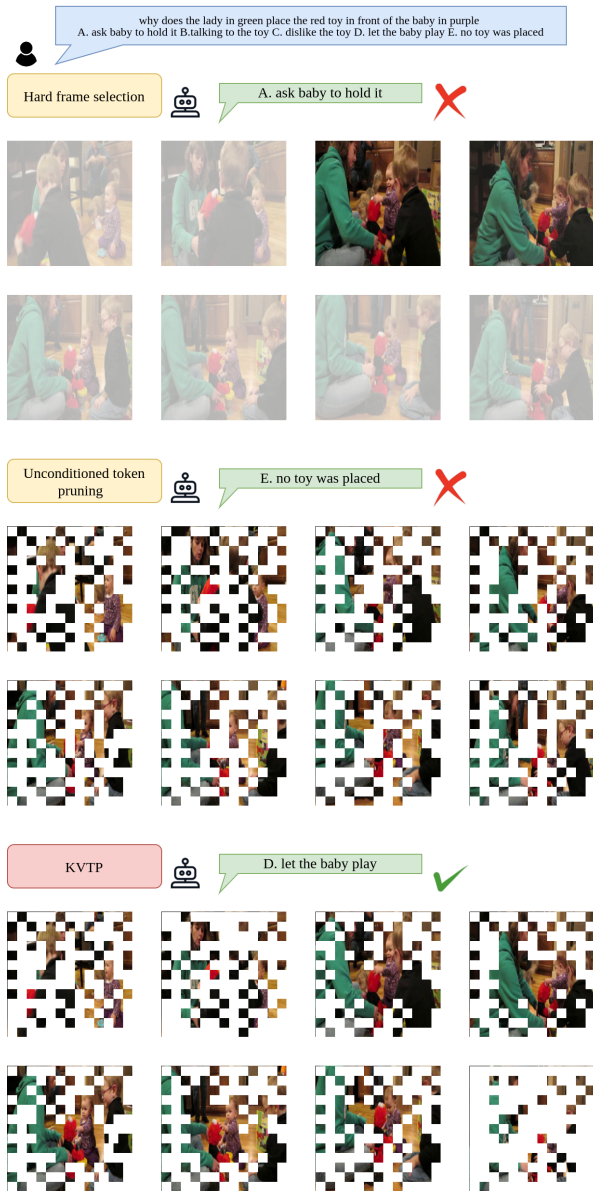 why does the lady in green place the red toy in front of the baby in purple
A. ask baby to hold it B.talking to the toy C. dislike the toy D. let the baby play E. no toy was placed
Hard frame selection
A. ask baby to hold it
Unconditioned token
pruning
E. no toy was placed
KVTP
D. let the baby play